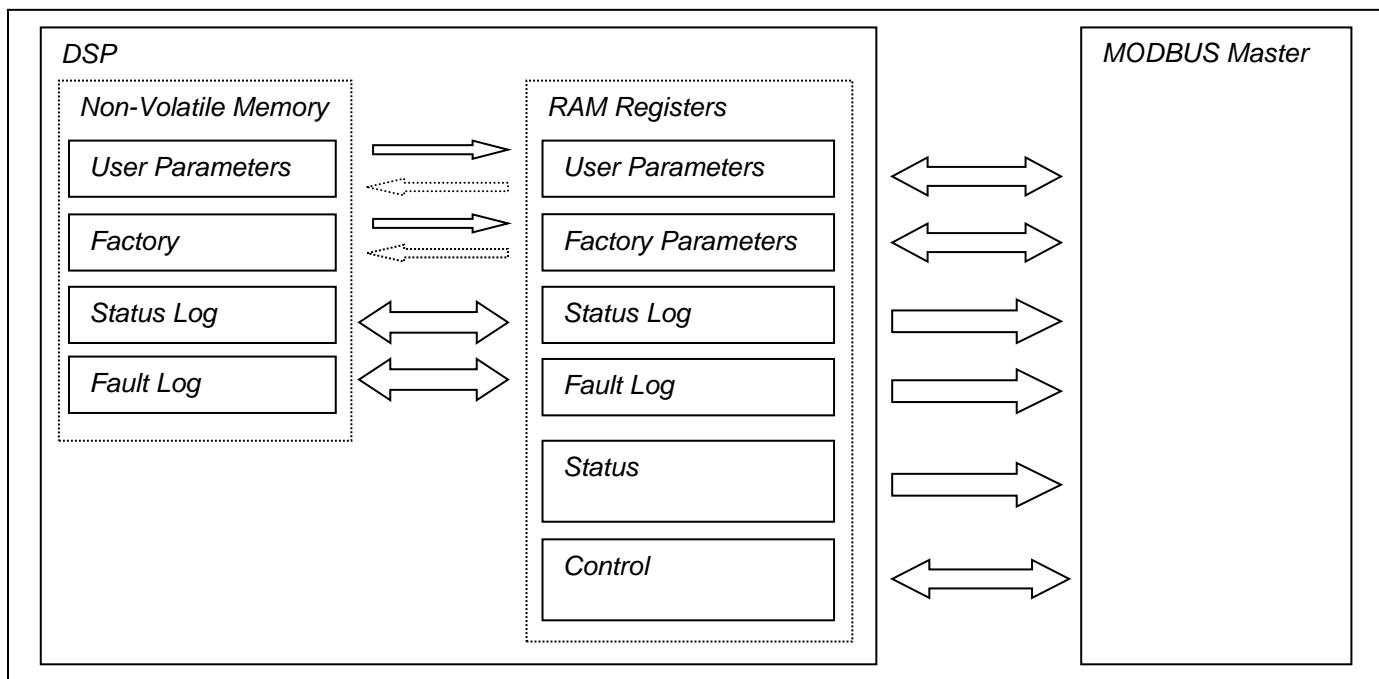 DSP
MODBUS Master
Non-Volatile Memory
RAM Registers
User Parameters
User Parameters
Factory
Factory Parameters
Status Log
Status Log
Fault Log
Fault Log
Status
Control